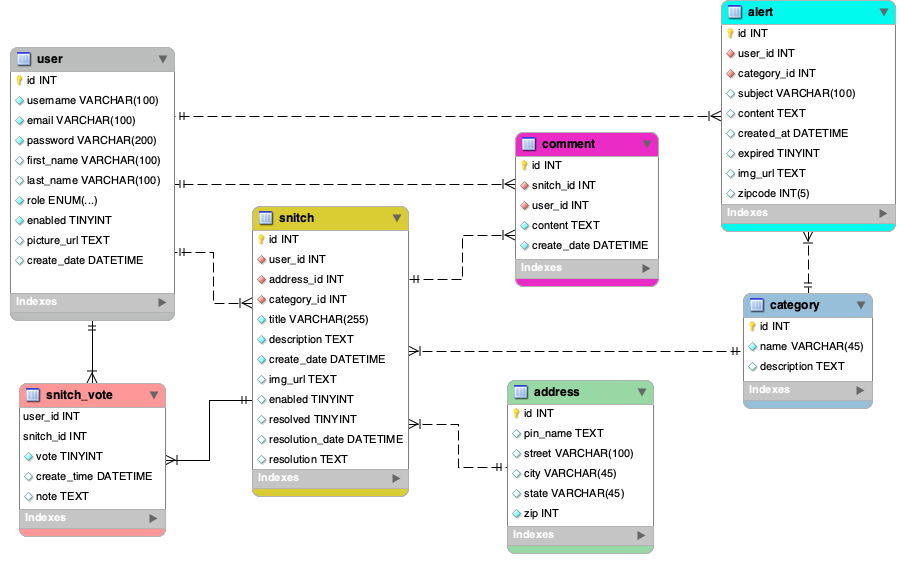 user
id INT
username VARCHAR(100)
email VARCHAR(100)
password VARCHAR(200)
first_name VARCHAR(100)
last_name VARCHAR(100)
role ENUM(...)
enabled TINYINT
picture_url TEXT
create_date DATETIME
Indexes
snitch_vote
user_id INT
snitch_id INT
vote TINYINT
create_time DATETIME
note TEXT
Indexes
snitch
id INT
user_id INT
address_id INT
category_id INT
title VARCHAR(255)
description TEXT
create_date DATETIME
img_url TEXT
enabled TINYINT
resolved TINYINT
resolution_date DATETIME
resolution TEXT
Indexes
comment
id INT
snitch_id INT
user_id INT
content TEXT
create_date DATETIME
Indexes
address
id INT
pin_name TEXT
street VARCHAR(100)
city VARCHAR(45)
state VARCHAR(45)
zip INT
Indexes
alert
id INT
user_id INT
category_id INT
subject VARCHAR(100)
content TEXT
created_at DATETIME
expired TINYINT
img_url TEXT
zipcode INT(5)
Indexes
category
id INT
name VARCHAR(45)
description TEXT
Indexes